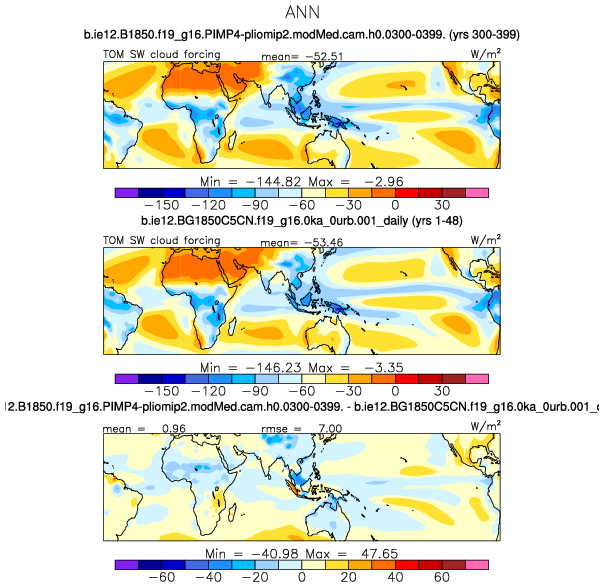 ANN
b.ie12.B1850.f19_g16.PIMP4-pliomip2.modMed.cam.h0.0300-0399. (yrs 300-399)
TOM SW cloud forcing mean= −52.51 W/m²
Min = −144.82 Max = −2.96
−150 −120 −90 −60 −30 0 30
b.ie12.BG1850C5CN.f19_g16.0ka_0urb.001_daily (yrs 1-48)
TOM SW cloud forcing mean= −53.46 W/m²
Min = −146.23 Max = −3.35
−150 −120 −90 −60 −30 0 30
12.B1850.f19_g16.PIMP4-pliomip2.modMed.cam.h0.0300-0399. - b.ie12.BG1850C5CN.f19_g16.0ka_0urb.001_
mean = 0.96 rmse = 7.00 W/m²
Min = −40.98 Max = 47.65
−60 −40 −20 0 20 40 60